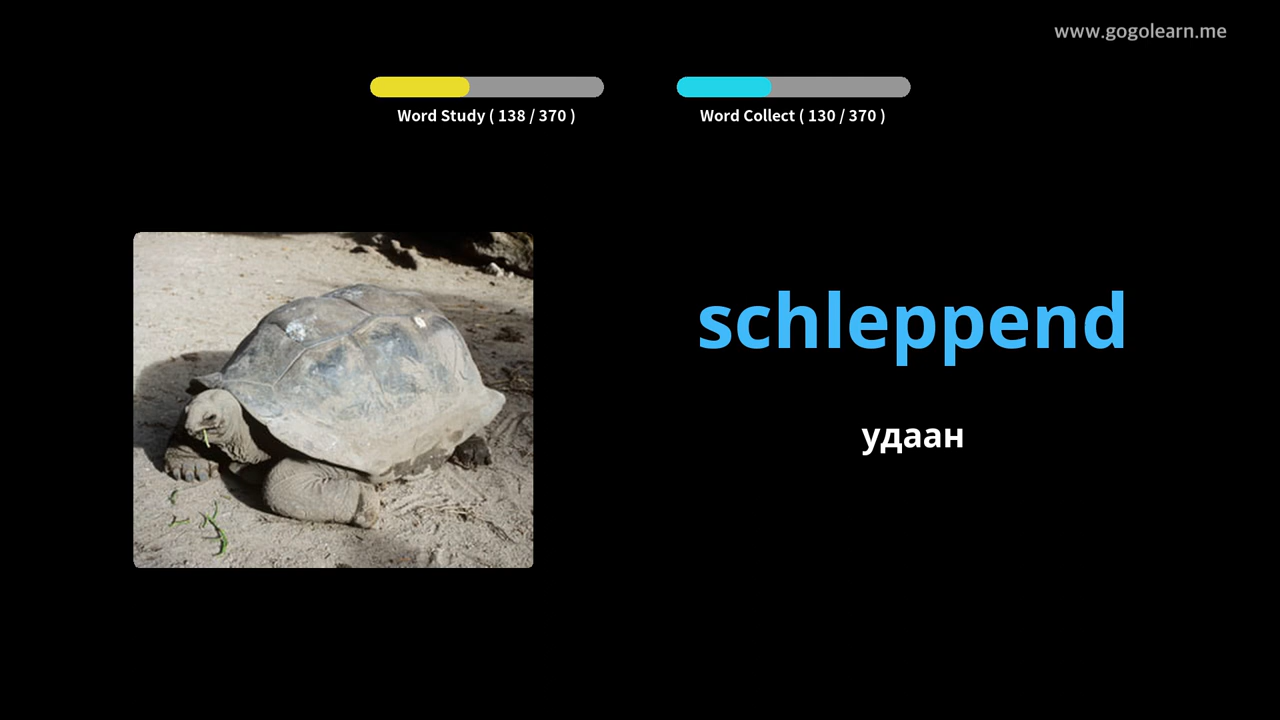 www.gogolearn.me
Word Study ( 138 / 370 )
Word Collect ( 130 / 370 )
schleppend
удаан